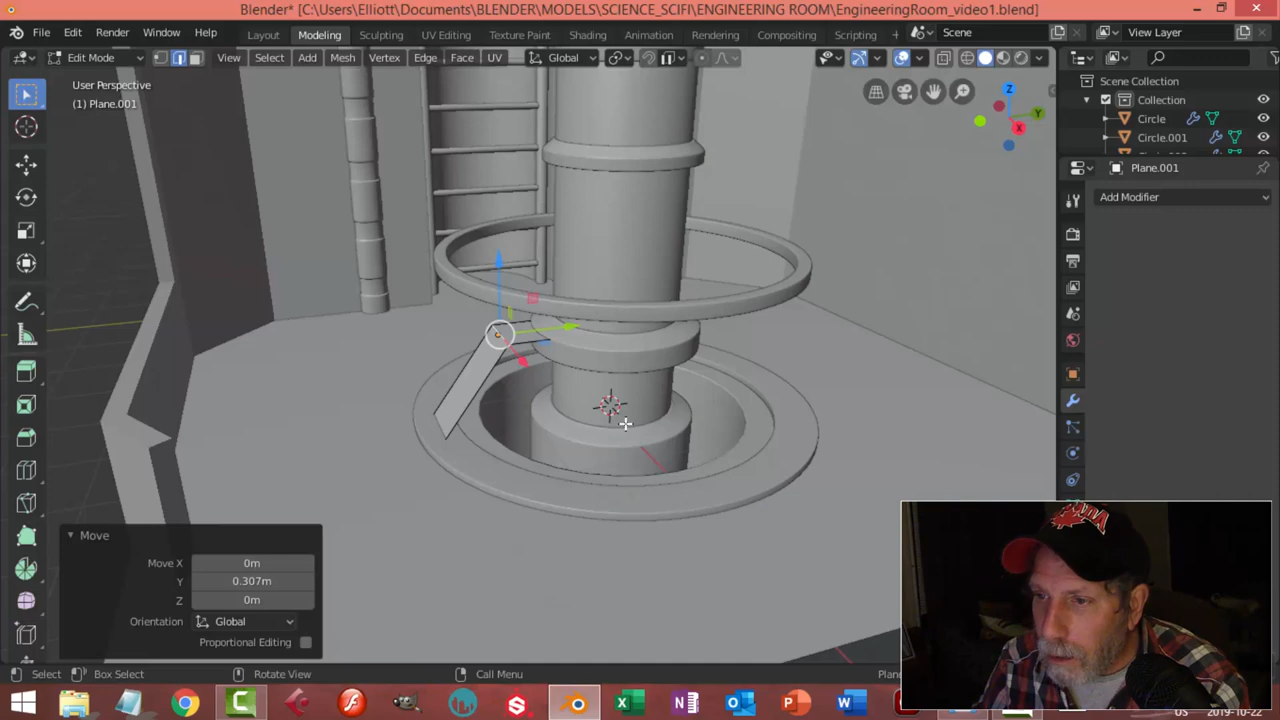 Blender* [C:\Users\Elliott\Documents\BLENDER\MODELS\SCIENCE_SCIFI\ENGINEERING ROOM\EngineeringRoom_video1.blend]
File Edit Render Window Help Layout Modeling Sculpting UV Editing Texture Paint Shading Animation Rendering Compositing Scripting Scene View Layer
Edit Mode View Select Add Mesh Vertex Edge Face UV Global
User Perspective
(1) Plane.001
Z
Y
X
Scene Collection
Collection
Circle
Circle.001
Plane.001
Add Modifier
Move
Move X 0m
Y 0.307m
Z 0m
Orientation Global
Proportional Editing
Select Box Select Rotate View Call Menu
2019-10-22